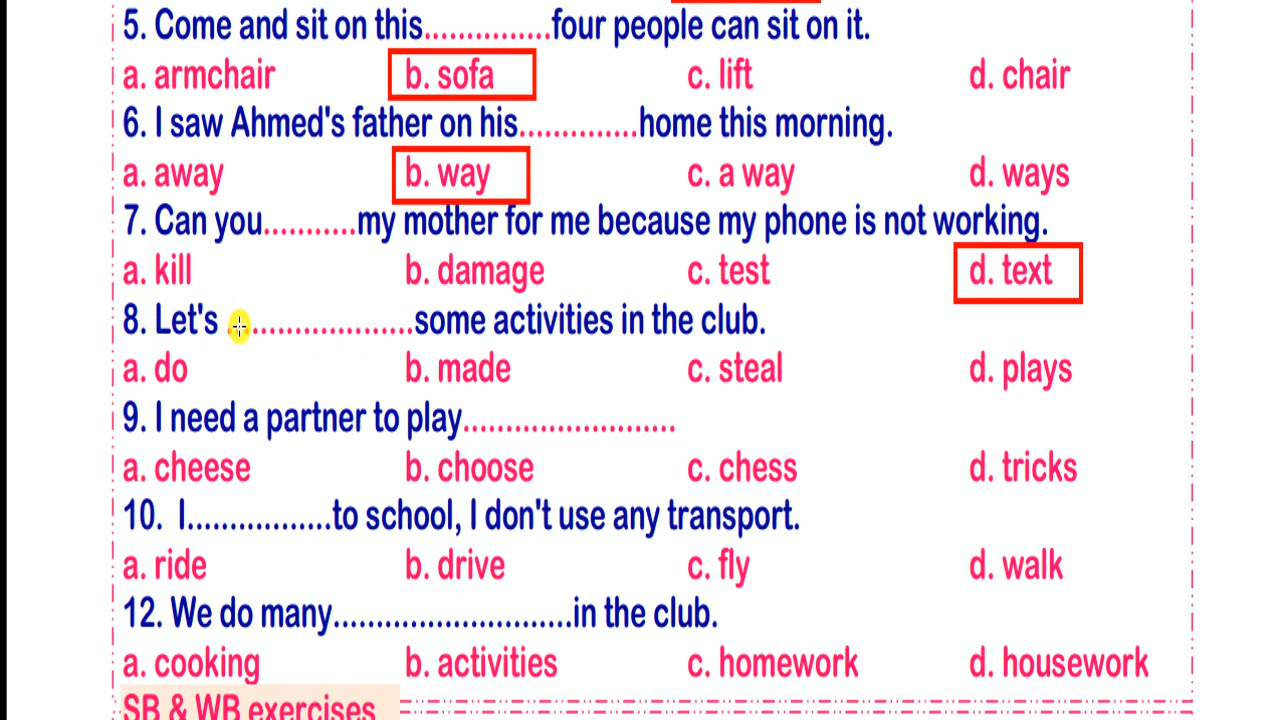 5. Come and sit on this...............four people can sit on it.
a. armchair b. sofa c. lift d. chair
6. I saw Ahmed's father on his..............home this morning.
a. away b. way c. a way d. ways
7. Can you...........my mother for me because my phone is not working.
a. kill b. damage c. test d. text
8. Let's ......................some activities in the club.
a. do b. made c. steal d. plays
9. I need a partner to play.........................
a. cheese b. choose c. chess d. tricks
10. I.................to school, I don't use any transport.
a. ride b. drive c. fly d. walk
12. We do many............................in the club.
a. cooking b. activities c. homework d. housework
SB & WB exercises